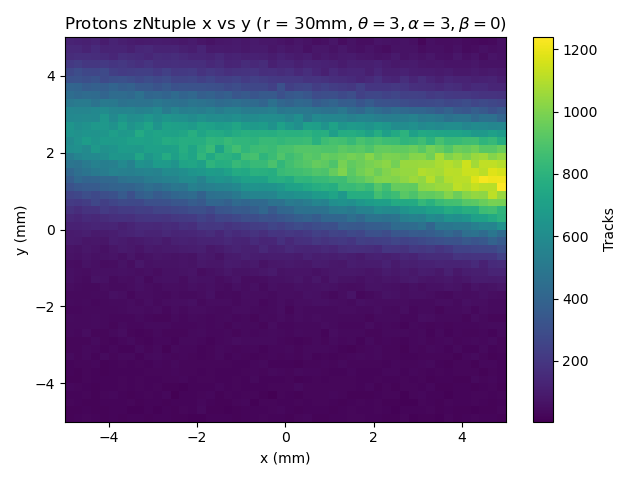 Protons zNtuple x vs y (r = 30mm, θ = 3, α = 3, β = 0)
4
2
0
−2
−4
y (mm)
−4 −2 0 2 4
x (mm)
1200
1000
800
600
400
200
Tracks